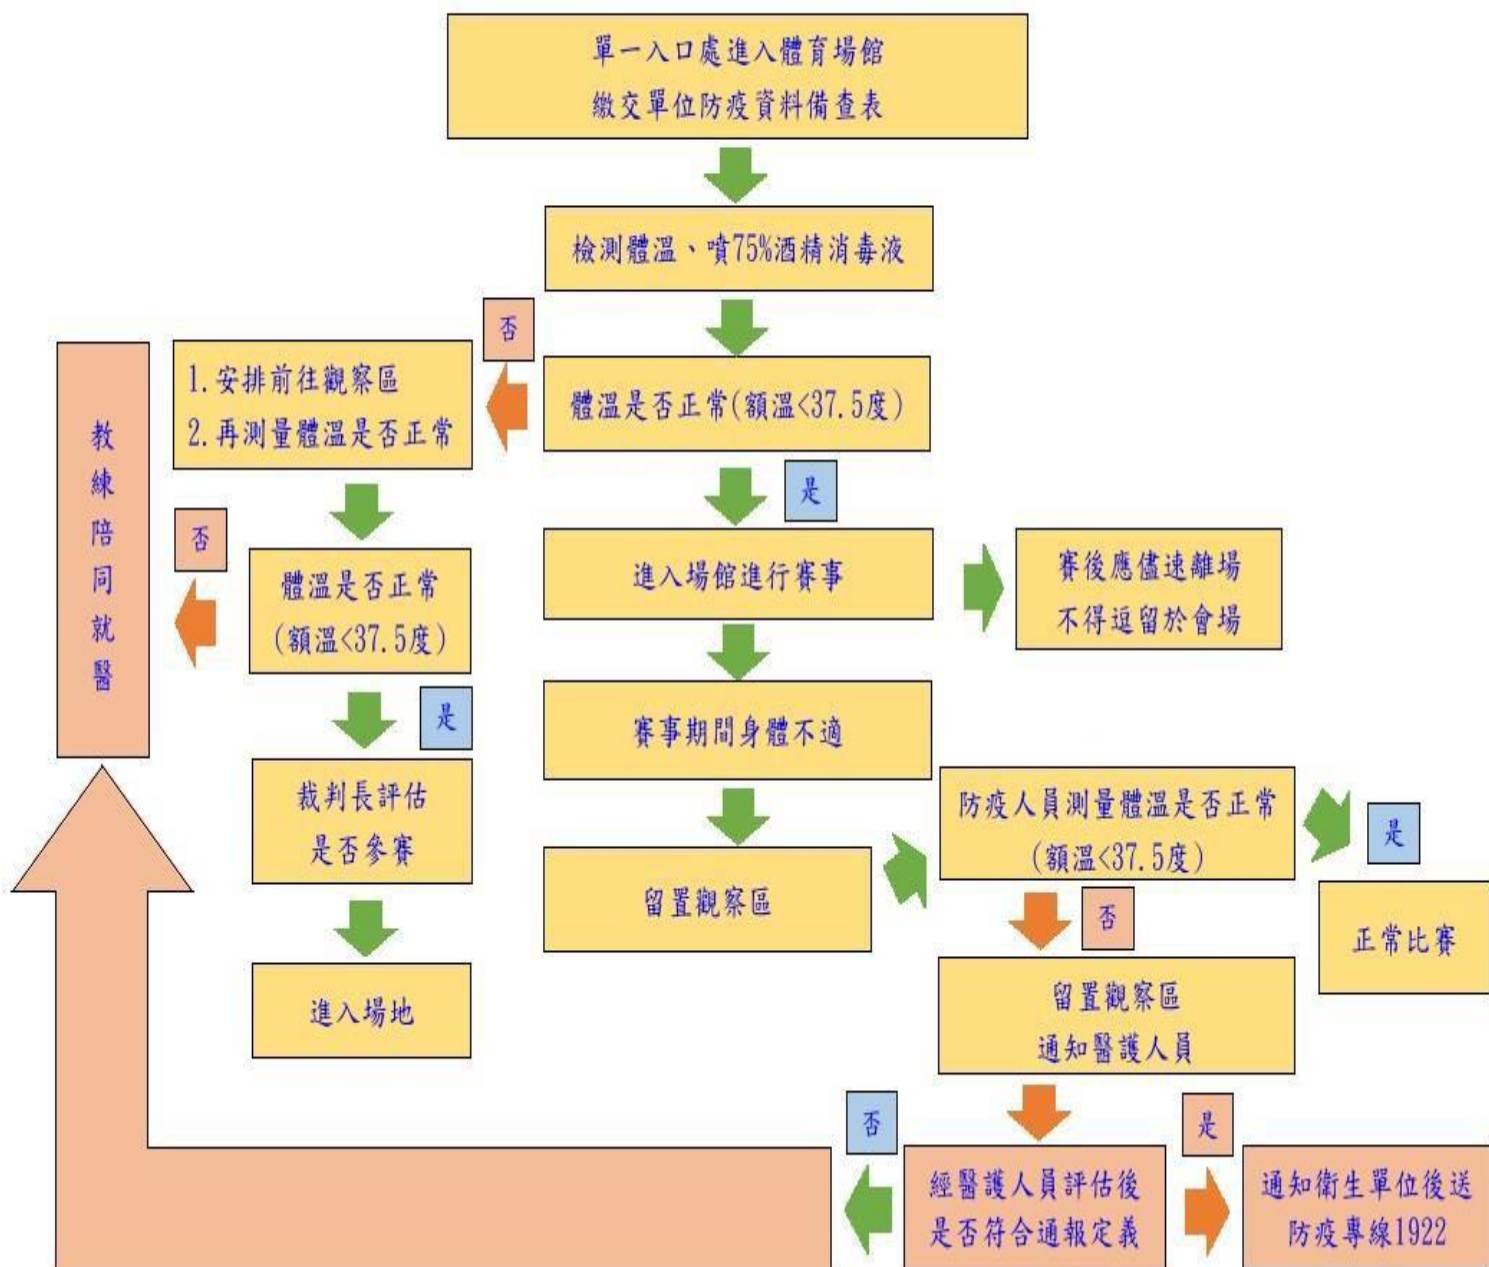 單一入口處進入體育場館
繳交單位防疫資料備查表
檢測體溫、噴75%酒精消毒液
否
體溫是否正常(額溫<37.5度)
1.安排前往觀察區
2.再測量體溫是否正常
教練陪同就醫
是
否
體溫是否正常
(額溫<37.5度)
進入場館進行賽事
賽後應儘速離場
不得逗留於會場
是
賽事期間身體不適
裁判長評估
是否參賽
防疫人員測量體溫是否正常
(額溫<37.5度)
是
留置觀察區
否
正常比賽
進入場地
留置觀察區
通知醫護人員
否
是
經醫護人員評估後
是否符合通報定義
通知衛生單位後送
防疫專線1922